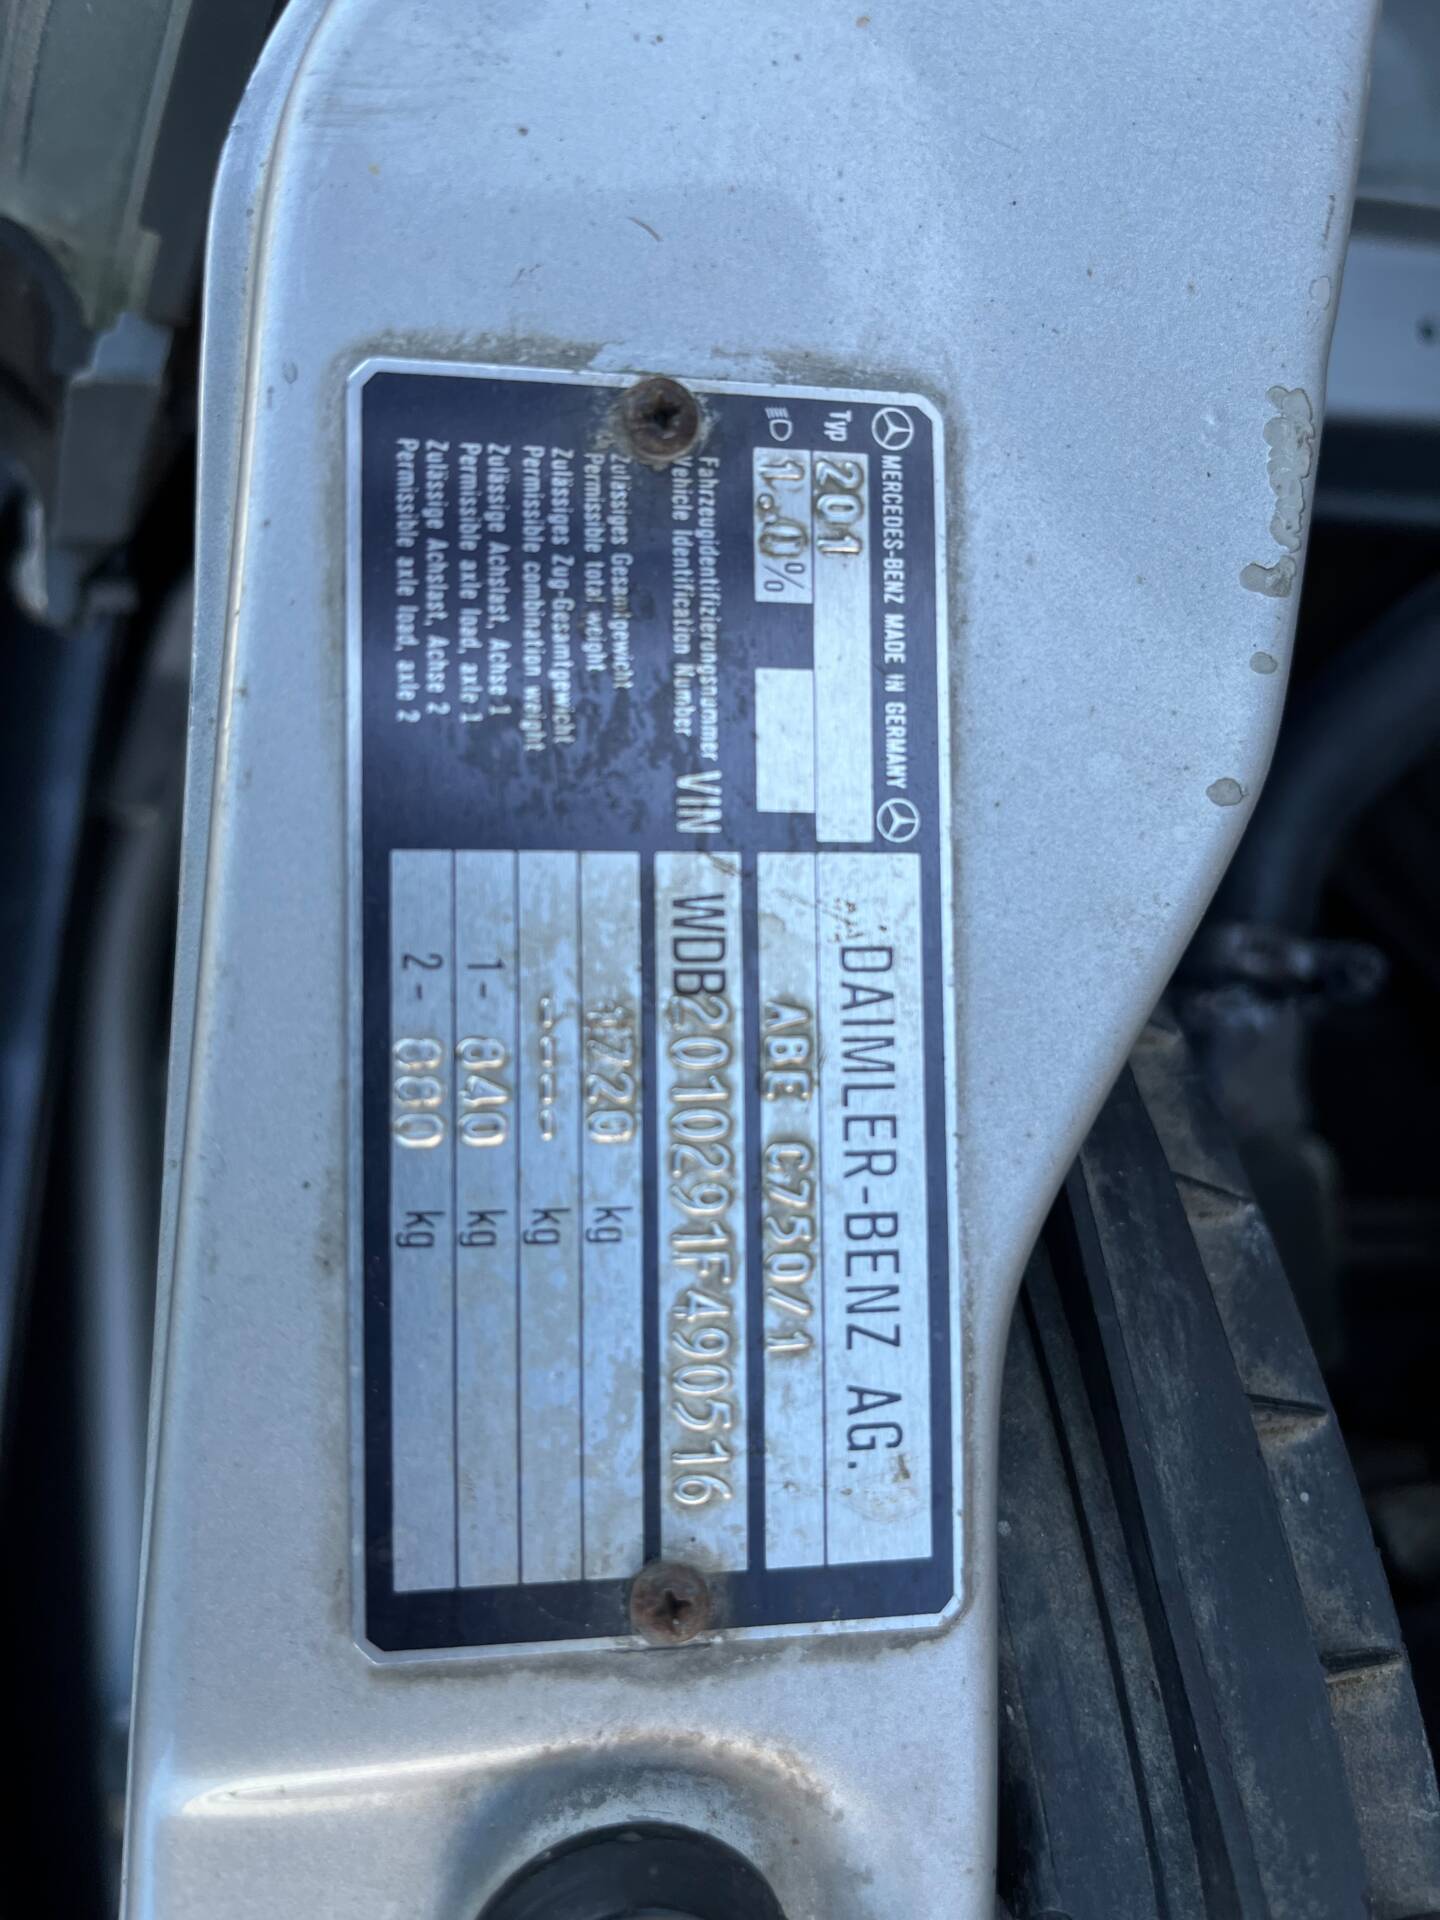 MERCEDES-BENZ MADE IN GERMANY DAIMLER-BENZ AG.
Typ 201
1.0% ABE C750/1
Fahrzeugidentifizierungsnummer
Vehicle Identification Number VIN WDB2010291F490516
Zulässiges Gesamtgewicht
Permissible total weight 1720 kg
Zulässiges Zug-Gesamtgewicht
Permissible combination weight ---- kg
Zulässige Achslast, Achse 1
Permissible axle load, axle 1 1- 840 kg
Zulässige Achslast, Achse 2
Permissible axle load, axle 2 2- 880 kg